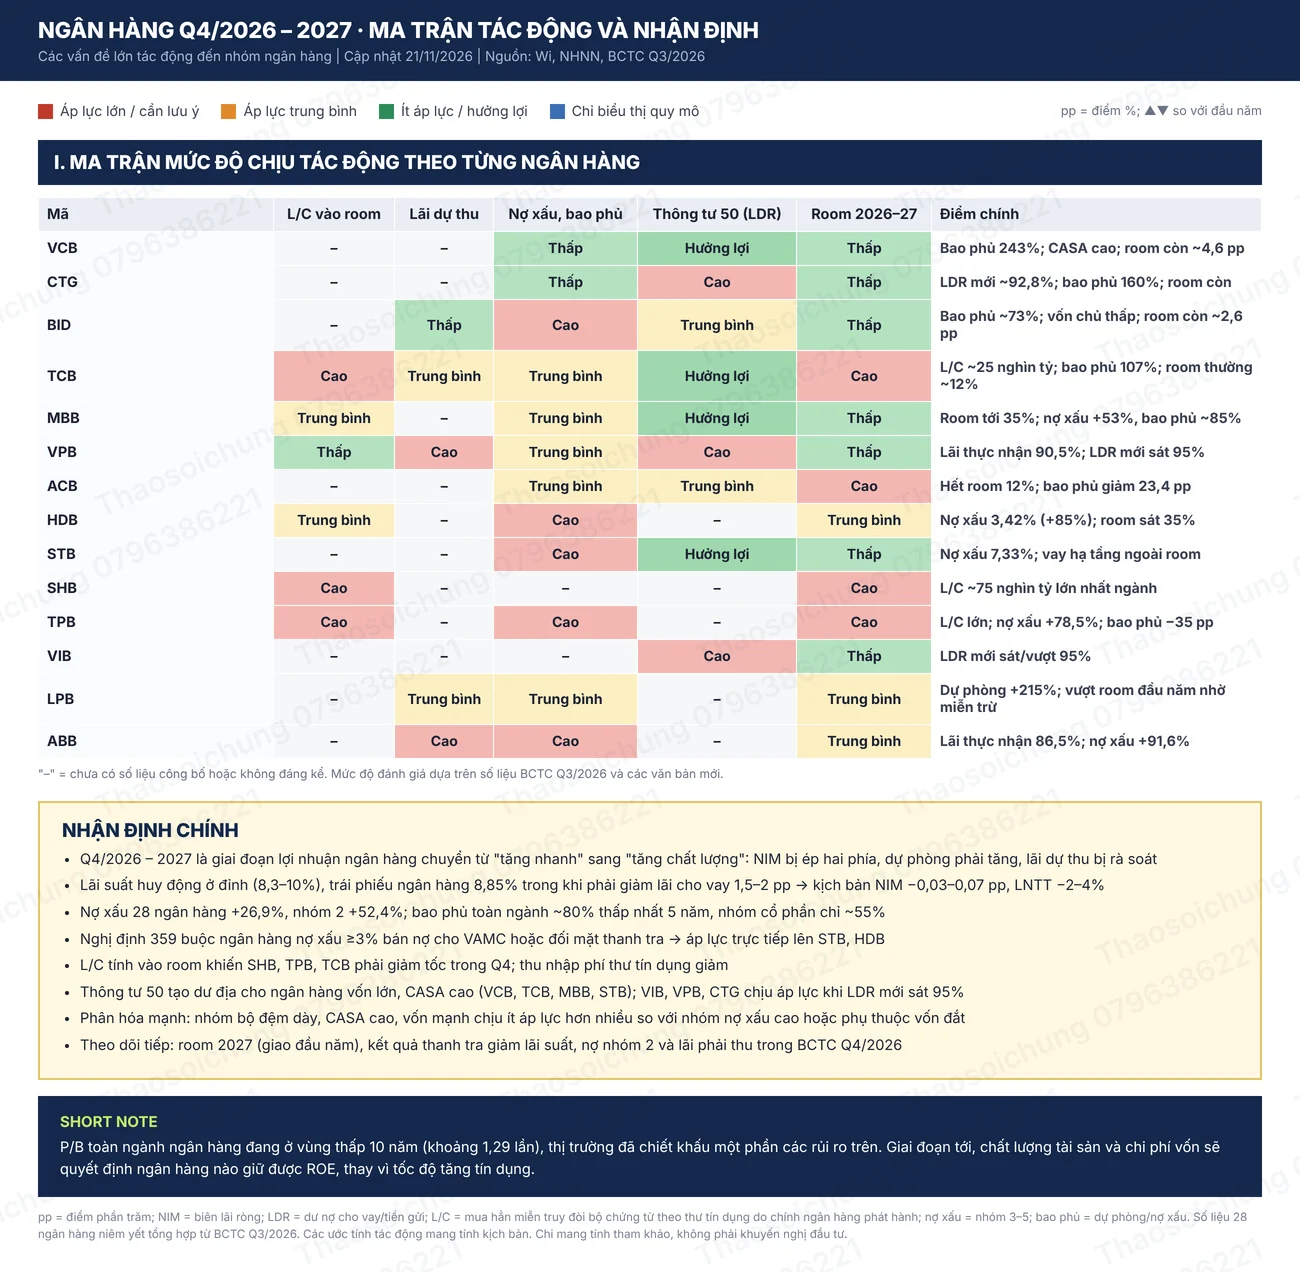 NGÂN HÀNG Q4/2026 – 2027 · MA TRẬN TÁC ĐỘNG VÀ NHẬN ĐỊNH
Các vấn đề lớn tác động đến nhóm ngân hàng | Cập nhật 21/11/2026 | Nguồn: Wi, NHNN, BCTC Q3/2026
Áp lực lớn / cần lưu ý Áp lực trung bình Ít áp lực / hưởng lợi Chỉ biểu thị quy mô pp = điểm %; ▲▼ so với đầu năm
I. MA TRẬN MỨC ĐỘ CHỊU TÁC ĐỘNG THEO TỪNG NGÂN HÀNG
Mã L/C vào room Lãi dự thu Nợ xấu, bao phủ Thông tư 50 (LDR) Room 2026–27 Điểm chính
VCB – – Thấp Hưởng lợi Thấp Bao phủ 243%; CASA cao; room còn ~4,6 pp
CTG – – Thấp Cao Thấp LDR mới ~92,8%; bao phủ 160%; room còn
BID – Thấp Cao Trung bình Thấp Bao phủ ~73%; vốn chủ thấp; room còn ~2,6
pp
TCB Cao Trung bình Trung bình Hưởng lợi Cao L/C ~25 nghìn tỷ; bao phủ 107%; room thường
~12%
MBB Trung bình – Trung bình Hưởng lợi Thấp Room tới 35%; nợ xấu +53%, bao phủ ~85%
VPB Thấp Cao Trung bình Cao Thấp Lãi thực nhận 90,5%; LDR mới sát 95%
ACB – – Trung bình Trung bình Cao Hết room 12%; bao phủ giảm 23,4 pp
HDB Trung bình – Cao – Trung bình Nợ xấu 3,42% (+85%); room sát 35%
STB – – Cao Hưởng lợi Thấp Nợ xấu 7,33%; vay hạ tầng ngoài room
SHB Cao – – – Cao L/C ~75 nghìn tỷ lớn nhất ngành
TPB Cao – Cao – Cao L/C lớn; nợ xấu +78,5%; bao phủ −35 pp
VIB – – – Cao Thấp LDR mới sát/vượt 95%
LPB – Trung bình Trung bình – Trung bình Dự phòng +215%; vượt room đầu năm nhờ
miễn trừ
ABB – Cao Cao – Trung bình Lãi thực nhận 86,5%; nợ xấu +91,6%
"–" = chưa có số liệu công bố hoặc không đáng kể. Mức độ đánh giá dựa trên số liệu BCTC Q3/2026 và các văn bản mới.
NHẬN ĐỊNH CHÍNH
• Q4/2026 – 2027 là giai đoạn lợi nhuận ngân hàng chuyển từ "tăng nhanh" sang "tăng chất lượng": NIM bị ép hai phía, dự phòng phải tăng, lãi dự thu bị rà soát
• Lãi suất huy động ở đỉnh (8,3–10%), trái phiếu ngân hàng 8,85% trong khi phải giảm lãi cho vay 1,5–2 pp → kịch bản NIM −0,03–0,07 pp, LNTT −2–4%
• Nợ xấu 28 ngân hàng +26,9%, nhóm 2 +52,4%; bao phủ toàn ngành ~80% thấp nhất 5 năm, nhóm cổ phần chỉ ~55%
• Nghị định 359 buộc ngân hàng nợ xấu ≥3% bán nợ cho VAMC hoặc đối mặt thanh tra → áp lực trực tiếp lên STB, HDB
• L/C tính vào room khiến SHB, TPB, TCB phải giảm tốc trong Q4; thu nhập phí thư tín dụng giảm
• Thông tư 50 tạo dư địa cho ngân hàng vốn lớn, CASA cao (VCB, TCB, MBB, STB); VIB, VPB, CTG chịu áp lực khi LDR mới sát 95%
• Phân hóa mạnh: nhóm bộ đệm dày, CASA cao, vốn mạnh chịu ít áp lực hơn nhiều so với nhóm nợ xấu cao hoặc phụ thuộc vốn đắt
• Theo dõi tiếp: room 2027 (giao đầu năm), kết quả thanh tra giảm lãi suất, nợ nhóm 2 và lãi phải thu trong BCTC Q4/2026
SHORT NOTE
P/B toàn ngành ngân hàng đang ở vùng thấp 10 năm (khoảng 1,29 lần), thị trường đã chiết khấu một phần các rủi ro trên. Giai đoạn tới, chất lượng tài sản và chi phí vốn sẽ
quyết định ngân hàng nào giữ được ROE, thay vì tốc độ tăng tín dụng.
pp = điểm phần trăm; NIM = biên lãi ròng; LDR = dư nợ cho vay/tiền gửi; L/C = mua hẳn miễn truy đòi bộ chứng từ theo thư tín dụng do chính ngân hàng phát hành; nợ xấu = nhóm 3–5; bao phủ = dự phòng/nợ xấu. Số liệu 28
ngân hàng niêm yết tổng hợp từ BCTC Q3/2026. Các ước tính tác động mang tính kịch bản. Chỉ mang tính tham khảo, không phải khuyến nghị đầu tư.
Thaosoichung 0796386221